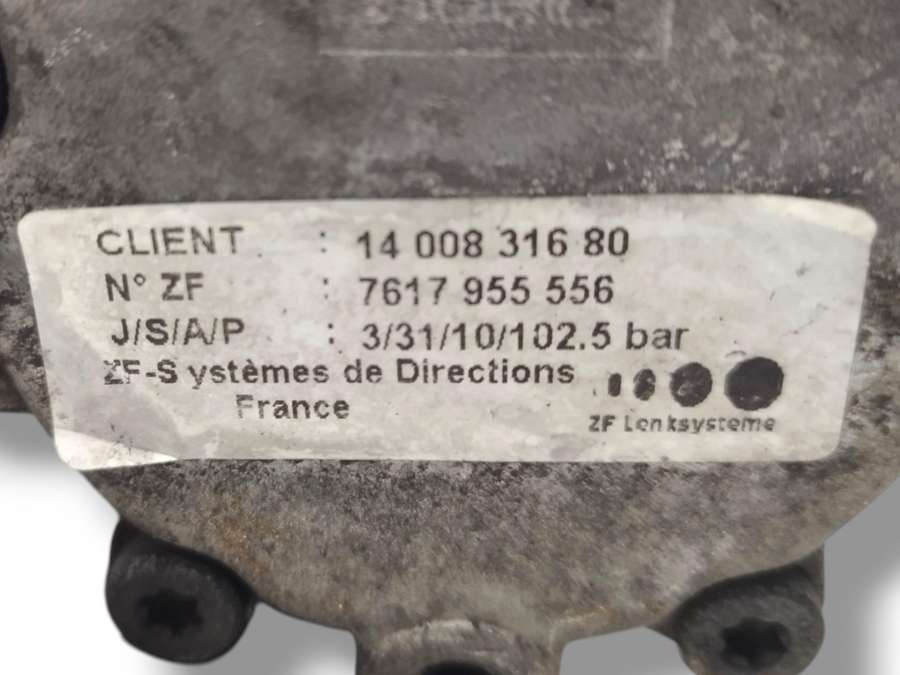 CLIENT : 14 008 316 80
N° ZF : 7617 955 556
J/S/A/P : 3/31/10/102.5 bar
ZF-S ystèmes de Directions
France
ZF Lenksysteme